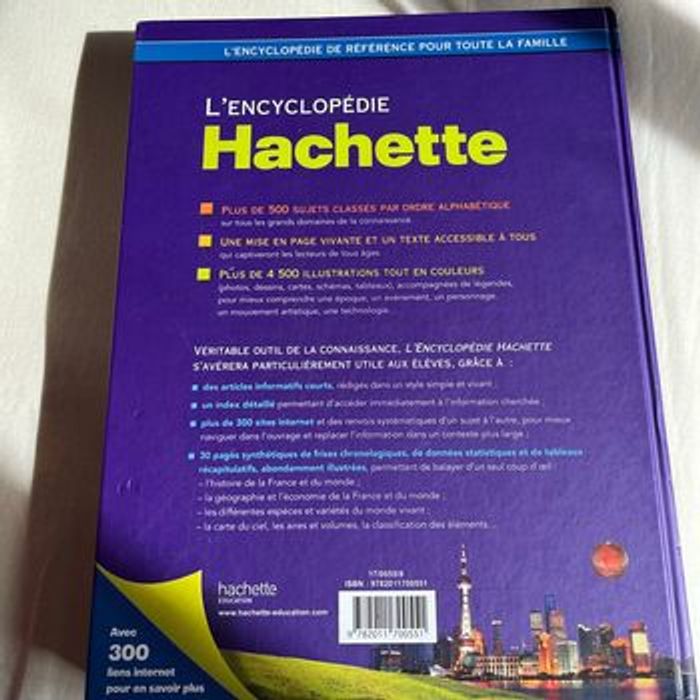 L'ENCYCLOPÉDIE DE RÉFÉRENCE POUR TOUTE LA FAMILLE
L'ENCYCLOPÉDIE
Hachette
PLUS DE 500 SUJETS CLASSÉS PAR ORDRE ALPHABÉTIQUE
sur tous les grands domaines de la connaissance.
UNE MISE EN PAGE VIVANTE ET UN TEXTE ACCESSIBLE À TOUS
qui captiveront les lecteurs de tous âges.
PLUS DE 4 500 ILLUSTRATIONS TOUT EN COULEURS
(photos, dessins, cartes, schémas, tableaux), accompagnées de légendes,
pour mieux comprendre une époque, un événement, un personnage,
un mouvement artistique, une technologie.
VÉRITABLE OUTIL DE LA CONNAISSANCE, L'ENCYCLOPÉDIE HACHETTE
S'AVÉRERA PARTICULIÈREMENT UTILE AUX ÉLÈVES, GRÂCE À :
des articles informatifs courts, rédigés dans un style simple et vivant ;
un index détaillé permettant d'accéder immédiatement à l'information cherchée ;
plus de 300 sites internet et des renvois systématiques d'un sujet à l'autre, pour mieux
naviguer dans l'ouvrage et replacer l'information dans un contexte plus large ;
30 pages synthétiques de frises chronologiques, de données statistiques et de tableaux
récapitulatifs, abondamment illustrées, permettant de balayer d'un seul coup d'œil :
– l'histoire de la France et du monde ;
– la géographie et l'économie de la France et du monde ;
– les différentes espèces et variétés du monde vivant ;
– la carte du ciel, les aires et volumes, la classification des éléments...
hachette
ÉDUCATION
www.hachette-education.com
ISBN : 9782011700551
9 782011 700551
Avec
300
liens internet
pour en savoir plus